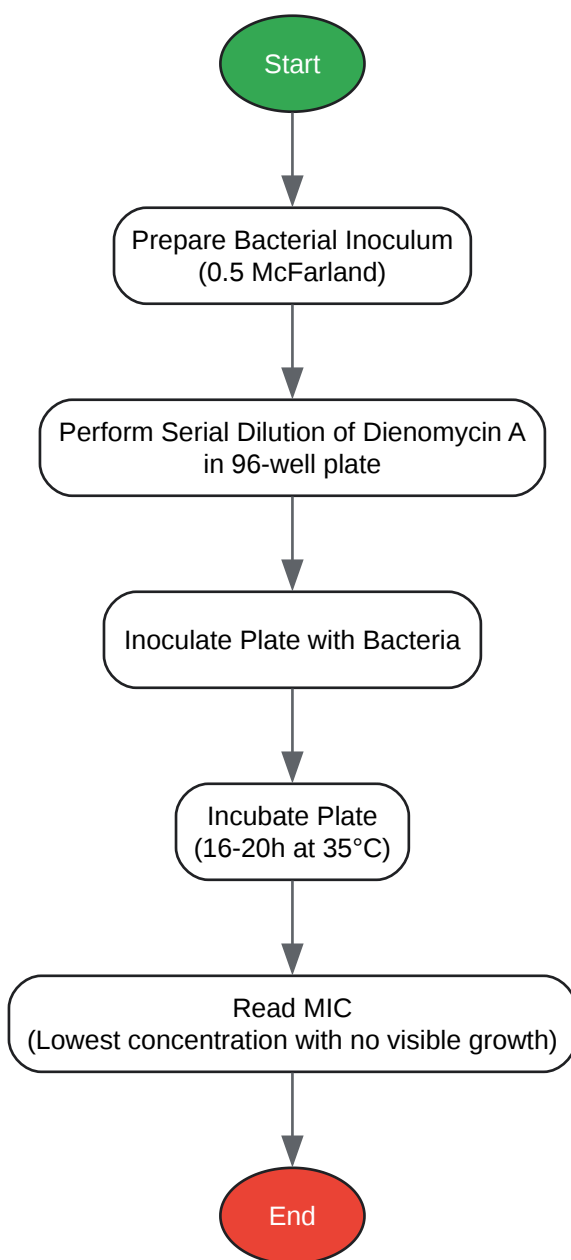 Start
Prepare Bacterial Inoculum
(0.5 McFarland)
Perform Serial Dilution of Dienomycin A
in 96-well plate
Inoculate Plate with Bacteria
Incubate Plate
(16-20h at 35°C)
Read MIC
(Lowest concentration with no visible growth)
End